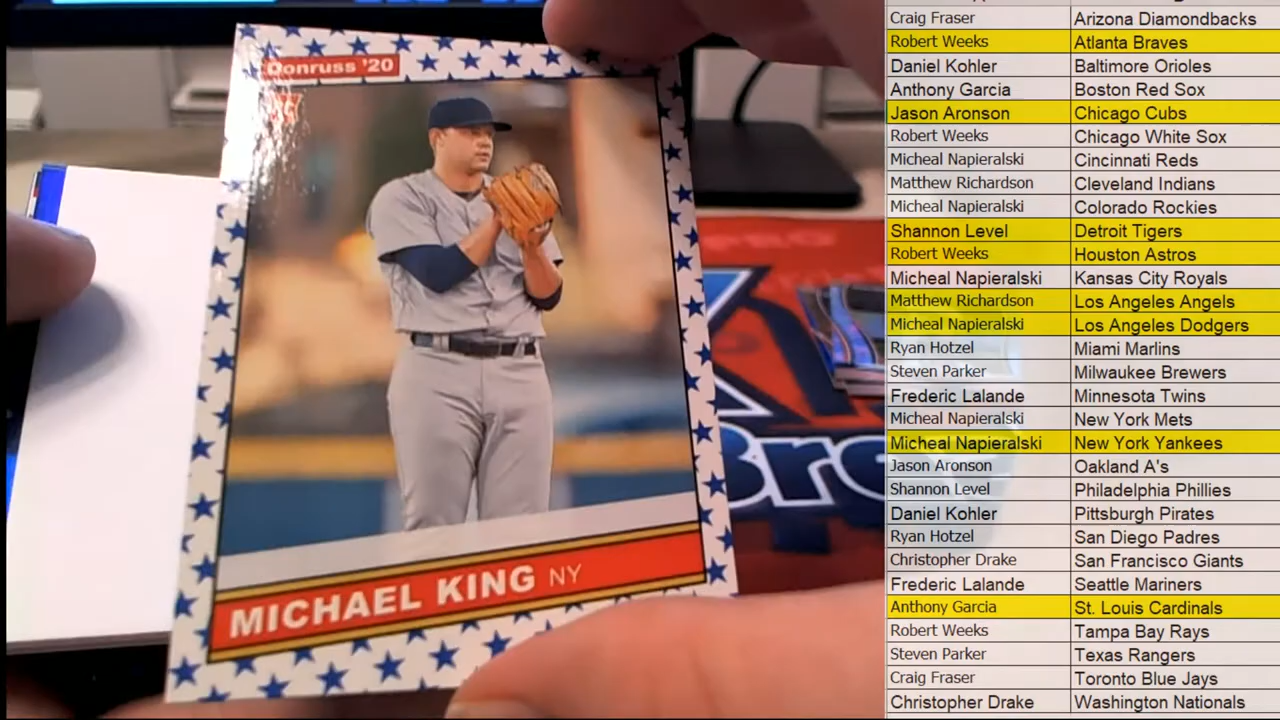 Donruss '20
MICHAEL KING NY
Bro
Craig Fraser Arizona Diamondbacks
Robert Weeks Atlanta Braves
Daniel Kohler Baltimore Orioles
Anthony Garcia Boston Red Sox
Jason Aronson Chicago Cubs
Robert Weeks Chicago White Sox
Micheal Napieralski Cincinnati Reds
Matthew Richardson Cleveland Indians
Micheal Napieralski Colorado Rockies
Shannon Level Detroit Tigers
Robert Weeks Houston Astros
Micheal Napieralski Kansas City Royals
Matthew Richardson Los Angeles Angels
Micheal Napieralski Los Angeles Dodgers
Ryan Hotzel Miami Marlins
Steven Parker Milwaukee Brewers
Frederic Lalande Minnesota Twins
Micheal Napieralski New York Mets
Micheal Napieralski New York Yankees
Jason Aronson Oakland A's
Shannon Level Philadelphia Phillies
Daniel Kohler Pittsburgh Pirates
Ryan Hotzel San Diego Padres
Christopher Drake San Francisco Giants
Frederic Lalande Seattle Mariners
Anthony Garcia St. Louis Cardinals
Robert Weeks Tampa Bay Rays
Steven Parker Texas Rangers
Craig Fraser Toronto Blue Jays
Christopher Drake Washington Nationals